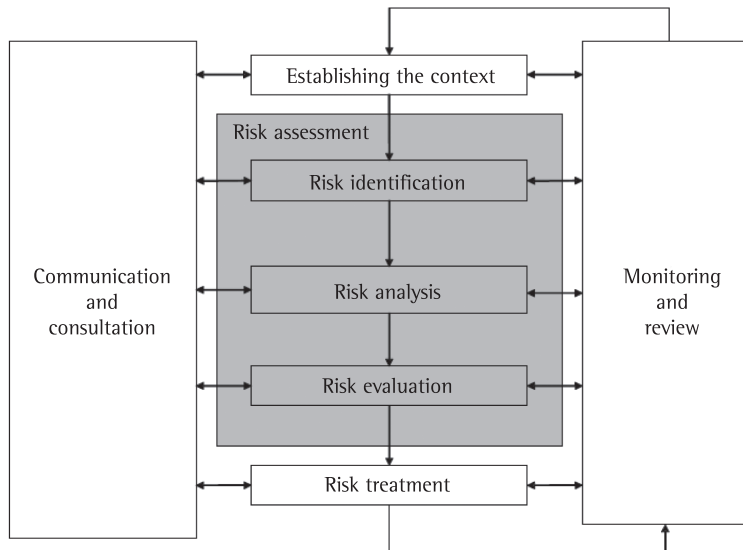 Establishing the context
Risk assessment
Risk identification
Communication
and
consultation
Risk analysis
Monitoring
and
review
Risk evaluation
Risk treatment